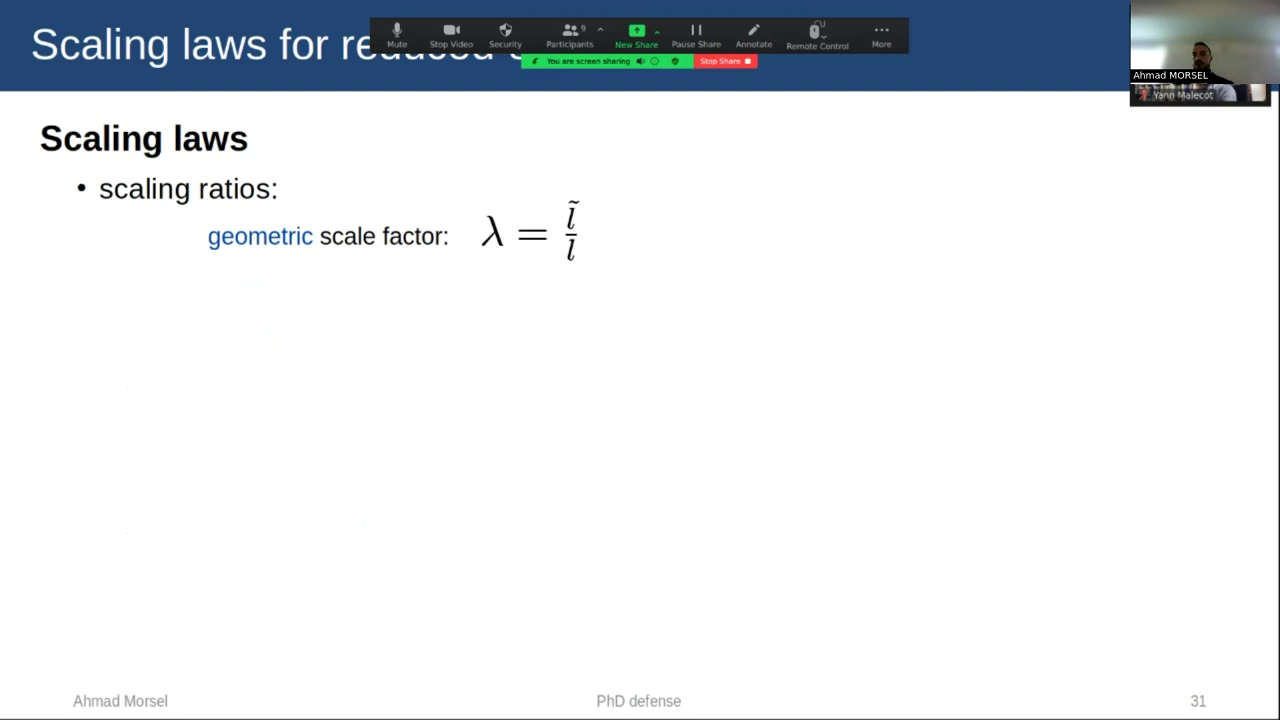 Scaling laws for reduced-s
Mute
Stop Video
Security
Participants
9
New Share
Pause Share
Annotate
Remote Control
More
You are screen sharing
Stop Share
Ahmad MORSEL
Yann Malecot
Scaling laws
• scaling ratios:
geometric scale factor: λ = l̃ / l
Ahmad Morsel
PhD defense
31